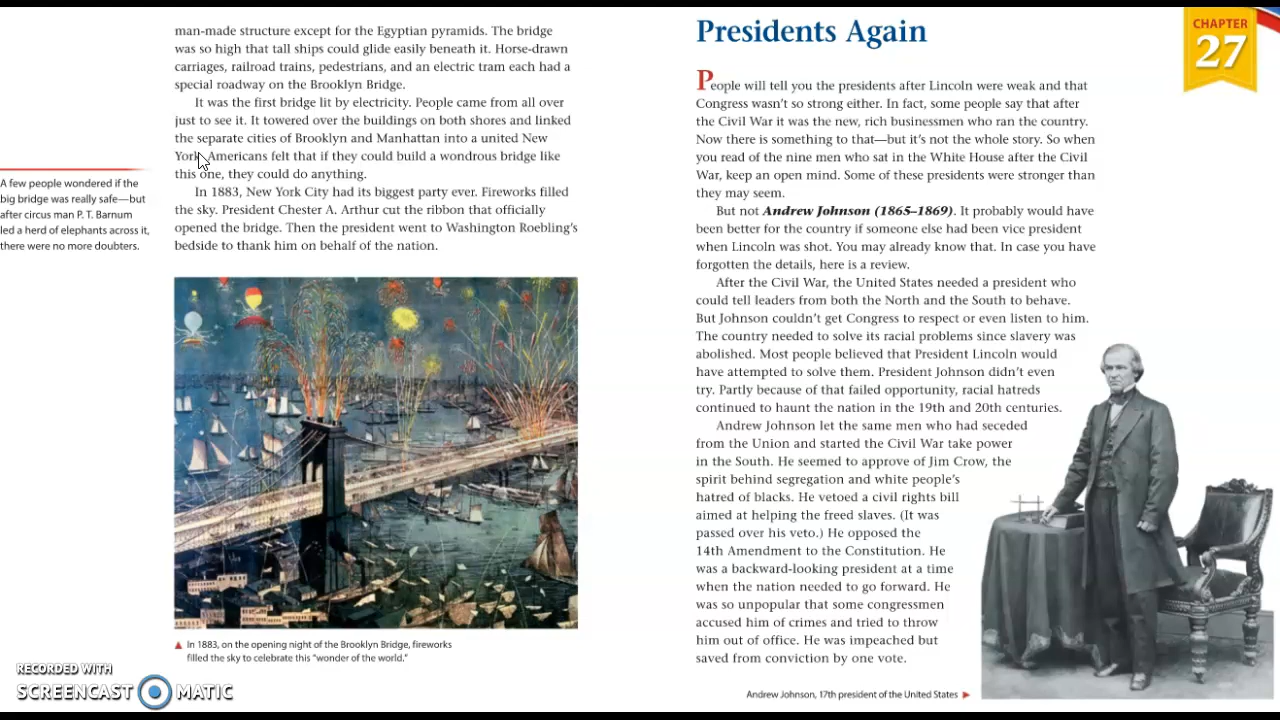 man-made structure except for the Egyptian pyramids. The bridge
was so high that tall ships could glide easily beneath it. Horse-drawn
carriages, railroad trains, pedestrians, and an electric tram each had a
special roadway on the Brooklyn Bridge.
It was the first bridge lit by electricity. People came from all over
just to see it. It towered over the buildings on both shores and linked
the separate cities of Brooklyn and Manhattan into a united New
York. Americans felt that if they could build a wondrous bridge like
this one, they could do anything.
In 1883, New York City had its biggest party ever. Fireworks filled
the sky. President Chester A. Arthur cut the ribbon that officially
opened the bridge. Then the president went to Washington Roebling's
bedside to thank him on behalf of the nation.
A few people wondered if the
big bridge was really safe—but
after circus man P. T. Barnum
led a herd of elephants across it,
there were no more doubters.
▲ In 1883, on the opening night of the Brooklyn Bridge, fireworks
filled the sky to celebrate this "wonder of the world."
RECORDED WITH
SCREENCAST MATIC
Presidents Again
CHAPTER
27
People will tell you the presidents after Lincoln were weak and that
Congress wasn't so strong either. In fact, some people say that after
the Civil War it was the new, rich businessmen who ran the country.
Now there is something to that—but it's not the whole story. So when
you read of the nine men who sat in the White House after the Civil
War, keep an open mind. Some of these presidents were stronger than
they may seem.
But not Andrew Johnson (1865–1869). It probably would have
been better for the country if someone else had been vice president
when Lincoln was shot. You may already know that. In case you have
forgotten the details, here is a review.
After the Civil War, the United States needed a president who
could tell leaders from both the North and the South to behave.
But Johnson couldn't get Congress to respect or even listen to him.
The country needed to solve its racial problems since slavery was
abolished. Most people believed that President Lincoln would
have attempted to solve them. President Johnson didn't even
try. Partly because of that failed opportunity, racial hatreds
continued to haunt the nation in the 19th and 20th centuries.
Andrew Johnson let the same men who had seceded
from the Union and started the Civil War take power
in the South. He seemed to approve of Jim Crow, the
spirit behind segregation and white people's
hatred of blacks. He vetoed a civil rights bill
aimed at helping the freed slaves. (It was
passed over his veto.) He opposed the
14th Amendment to the Constitution. He
was a backward-looking president at a time
when the nation needed to go forward. He
was so unpopular that some congressmen
accused him of crimes and tried to throw
him out of office. He was impeached but
saved from conviction by one vote.
Andrew Johnson, 17th president of the United States ▶